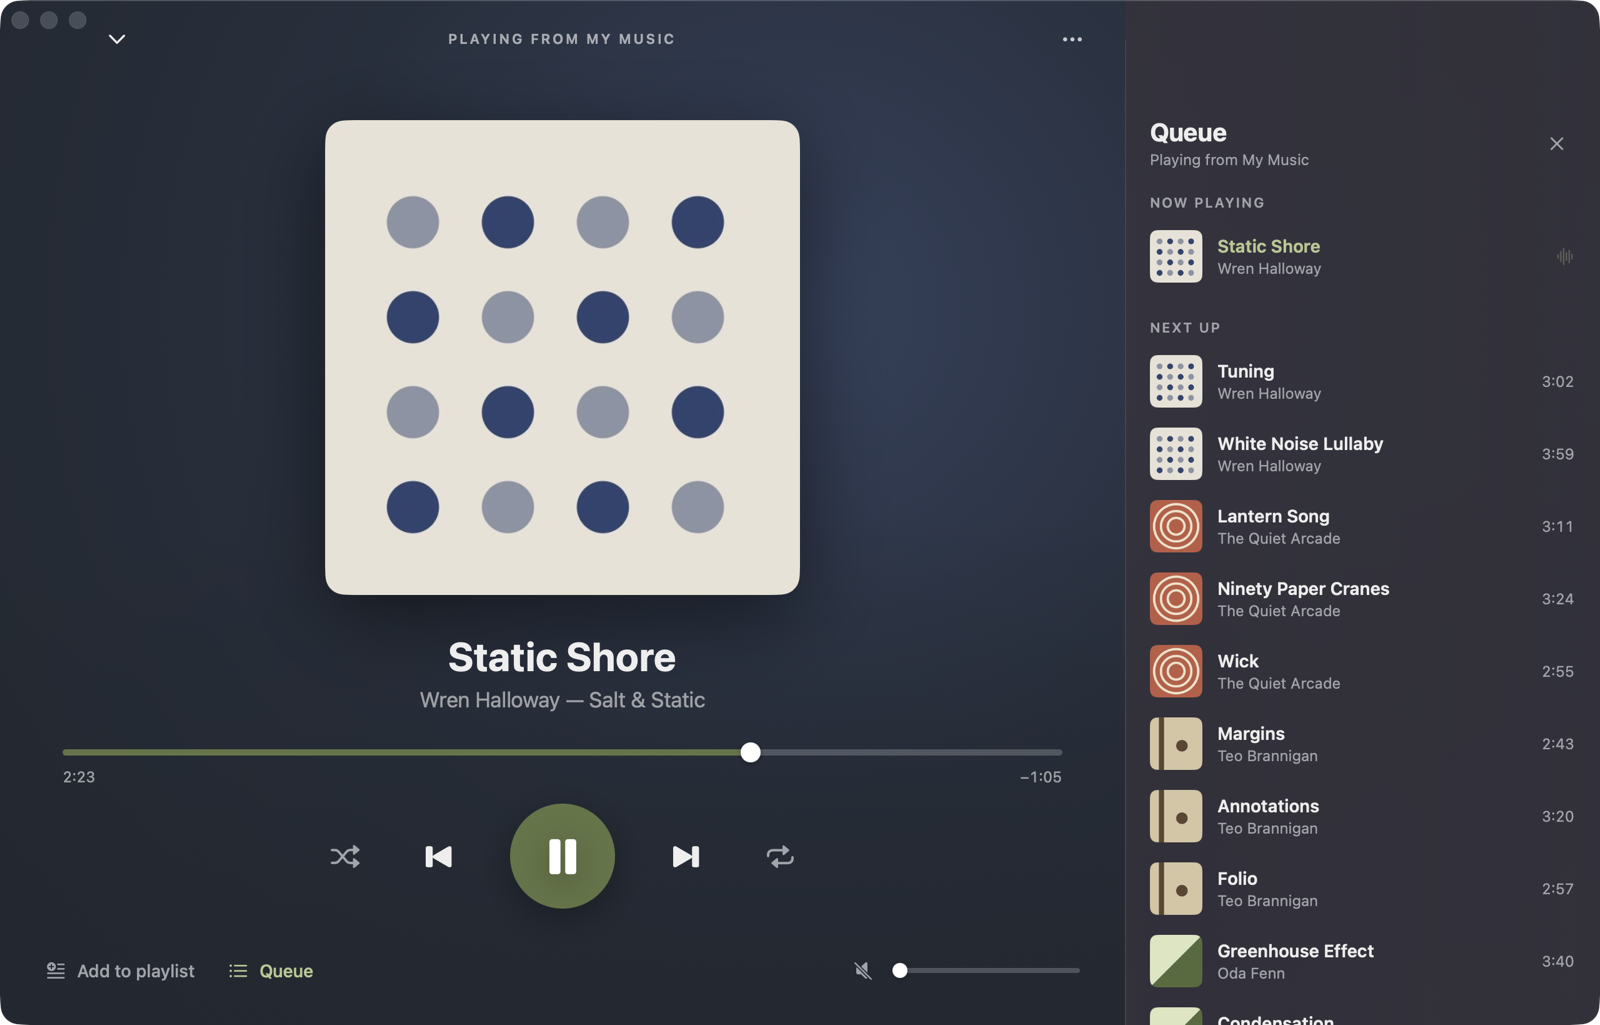 PLAYING FROM MY MUSIC
Static Shore
Wren Halloway — Salt & Static
2:23
−1:05
Add to playlist
Queue
Queue
Playing from My Music
NOW PLAYING
Static Shore
Wren Halloway
NEXT UP
Tuning
Wren Halloway
3:02
White Noise Lullaby
Wren Halloway
3:59
Lantern Song
The Quiet Arcade
3:11
Ninety Paper Cranes
The Quiet Arcade
3:24
Wick
The Quiet Arcade
2:55
Margins
Teo Brannigan
2:43
Annotations
Teo Brannigan
3:20
Folio
Teo Brannigan
2:57
Greenhouse Effect
Oda Fenn
3:40
Condensation